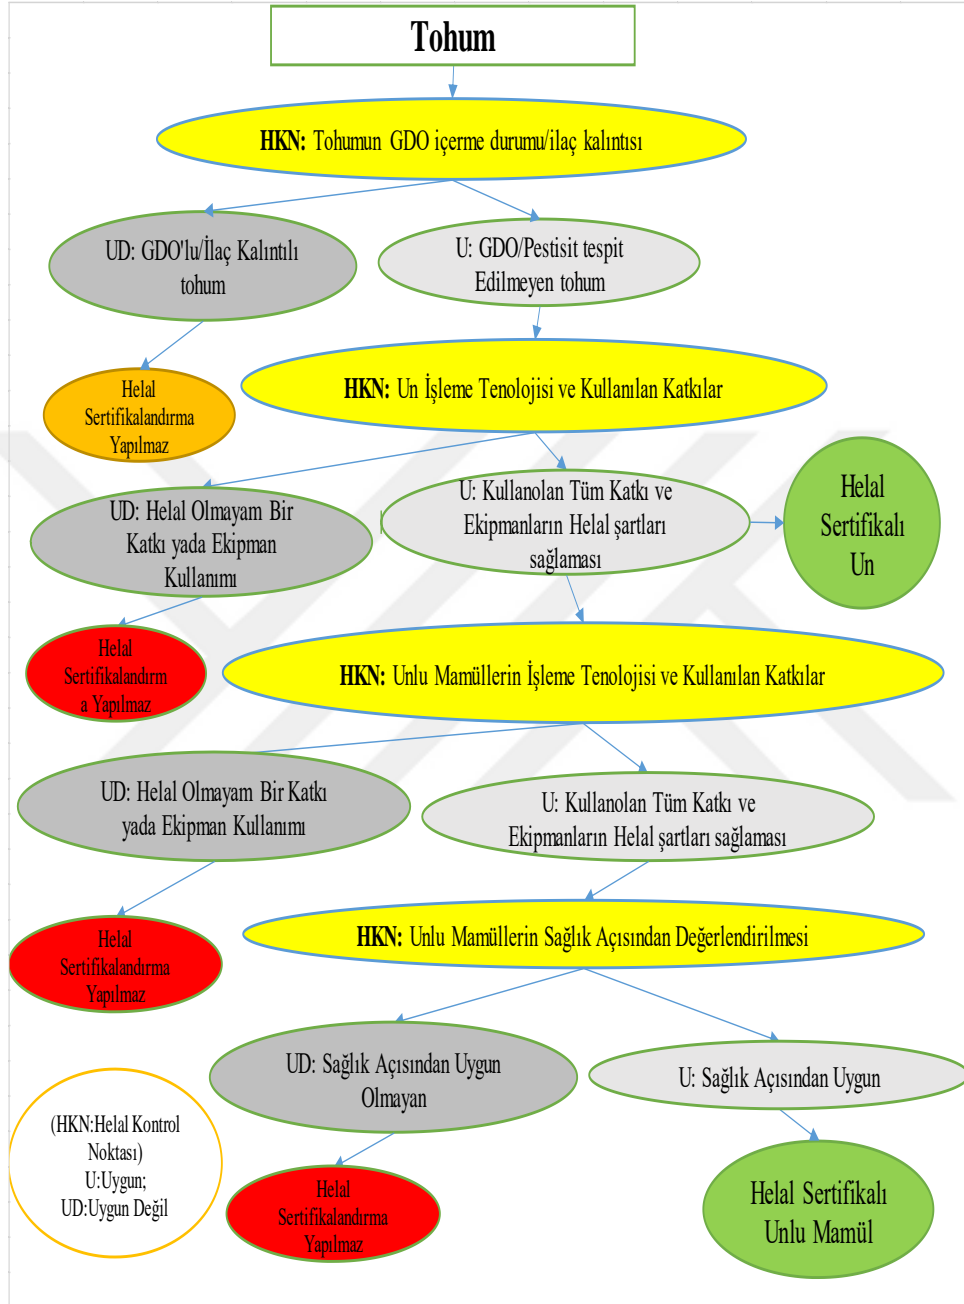 Tohum
HKN: Tohumun GDO içerme durumu/ilaç kalıntısı
UD: GDO'lu/İlaç Kalıntılı
tohum
U: GDO/Pestisit tespit
Edilmeyen tohum
Helal
Sertifikalandırma
Yapılmaz
HKN: Un İşleme Tenolojisi ve Kullanılan Katkılar
UD: Helal Olmayam Bir
Katkı yada Ekipman
Kullanımı
U: Kullanolan Tüm Katkı ve
Ekipmanların Helal şartları
sağlaması
Helal
Sertifikalı
Un
Helal
Sertifikalandırm
a Yapılmaz
HKN: Unlu Mamüllerin İşleme Tenolojisi ve Kullanılan Katkılar
UD: Helal Olmayam Bir Katkı
yada Ekipman Kullanımı
U: Kullanolan Tüm Katkı ve
Ekipmanların Helal şartları sağlaması
Helal
Sertifikalandırma
Yapılmaz
HKN: Unlu Mamüllerin Sağlık Açısından Değerlendirilmesi
UD: Sağlık Açısından Uygun
Olmayan
U: Sağlık Açısından Uygun
(HKN:Helal Kontrol
Noktası)
U:Uygun;
UD:Uygun Değil
Helal
Sertifikalandırma
Yapılmaz
Helal Sertifikalı
Unlu Mamül